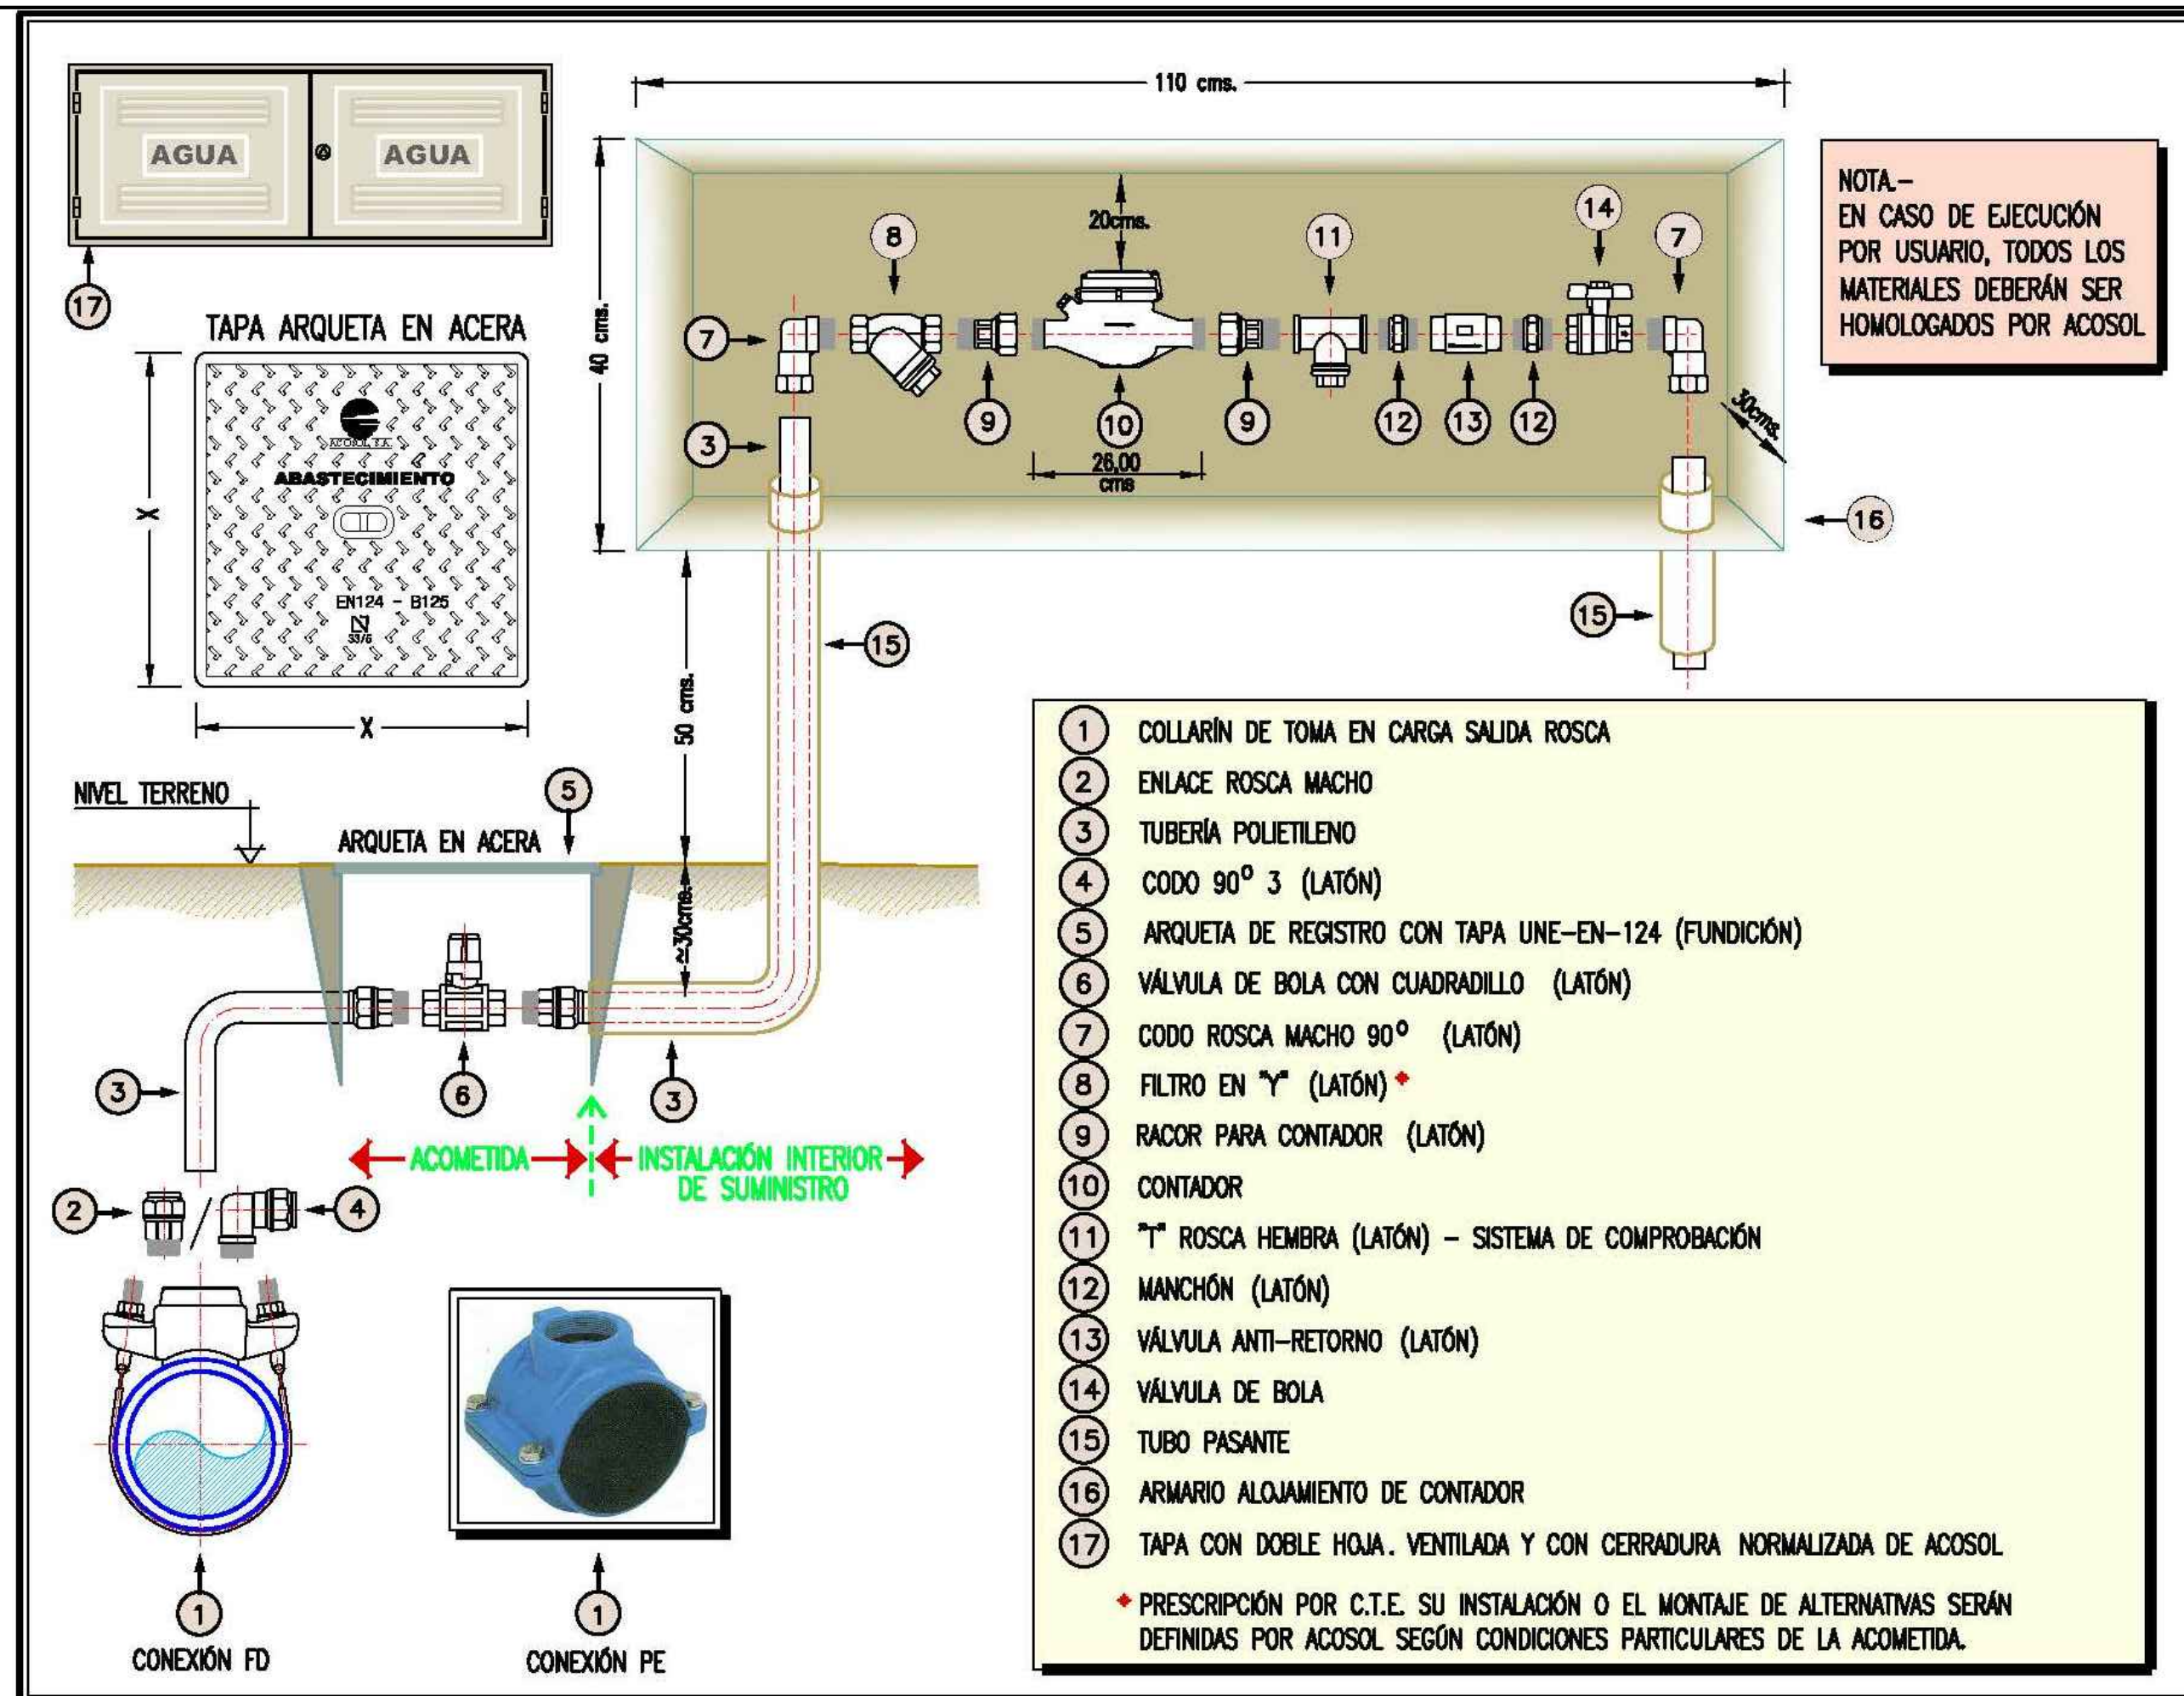 110 cms.
AGUA
AGUA
17
TAPA ARQUETA EN ACERA
X
ACOSOL, S.A.
ABASTECIMIENTO
EN124 - B125
X
40 cms.
20cms.
8
11
14
7
7
3
9
10
9
12
13
12
26,00
cms
30cms.
16
15
15
NOTA.-
EN CASO DE EJECUCIÓN
POR USUARIO, TODOS LOS
MATERIALES DEBERÁN SER
HOMOLOGADOS POR ACOSOL
50 cms.
NIVEL TERRENO
5
ARQUETA EN ACERA
≃30cms.
3
6
3
ACOMETIDA
INSTALACIÓN INTERIOR
DE SUMINISTRO
2
4
1
CONEXIÓN FD
1
CONEXIÓN PE
1 COLLARÍN DE TOMA EN CARGA SALIDA ROSCA
2 ENLACE ROSCA MACHO
3 TUBERÍA POLIETILENO
4 CODO 90º 3 (LATÓN)
5 ARQUETA DE REGISTRO CON TAPA UNE-EN-124 (FUNDICIÓN)
6 VÁLVULA DE BOLA CON CUADRADILLO (LATÓN)
7 CODO ROSCA MACHO 90º (LATÓN)
8 FILTRO EN "Y" (LATÓN)
9 RACOR PARA CONTADOR (LATÓN)
10 CONTADOR
11 "T" ROSCA HEMBRA (LATÓN) - SISTEMA DE COMPROBACIÓN
12 MANCHÓN (LATÓN)
13 VÁLVULA ANTI-RETORNO (LATÓN)
14 VÁLVULA DE BOLA
15 TUBO PASANTE
16 ARMARIO ALOJAMIENTO DE CONTADOR
17 TAPA CON DOBLE HOJA. VENTILADA Y CON CERRADURA NORMALIZADA DE ACOSOL
PRESCRIPCIÓN POR C.T.E. SU INSTALACIÓN O EL MONTAJE DE ALTERNATIVAS SERÁN
DEFINIDAS POR ACOSOL SEGÚN CONDICIONES PARTICULARES DE LA ACOMETIDA.